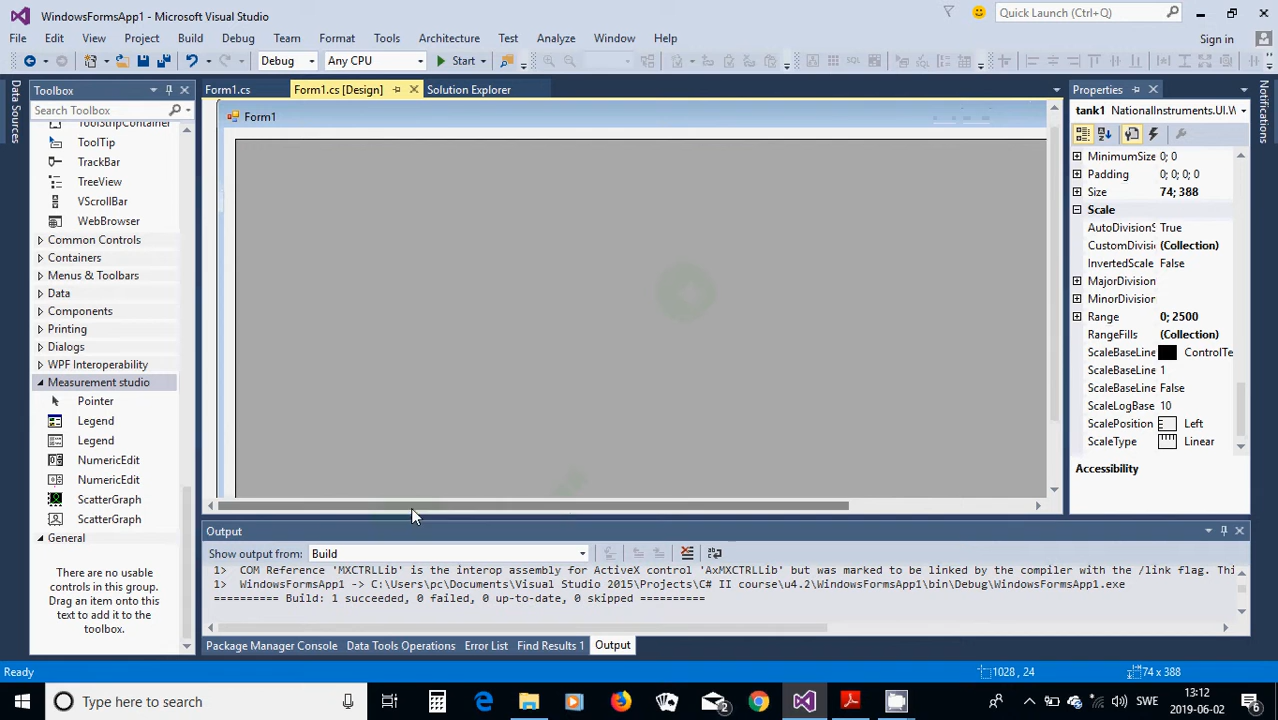 WindowsFormsApp1 - Microsoft Visual Studio
Quick Launch (Ctrl+Q)
File Edit View Project Build Debug Team Format Tools Architecture Test Analyze Window Help
Sign in
Debug Any CPU Start
Data Sources
Toolbox
Search Toolbox
ToolStripContainer
ToolTip
TrackBar
TreeView
VScrollBar
WebBrowser
Common Controls
Containers
Menus & Toolbars
Data
Components
Printing
Dialogs
WPF Interoperability
Measurement studio
Pointer
Legend
Legend
NumericEdit
NumericEdit
ScatterGraph
ScatterGraph
General
There are no usable
controls in this group.
Drag an item onto this
text to add it to the
toolbox.
Form1.cs Form1.cs [Design] Solution Explorer
Form1
Output
Show output from: Build
1> COM Reference 'MXCTRLLib' is the interop assembly for ActiveX control 'AxMXCTRLLib' but was marked to be linked by the compiler with the /link flag. Thi
1> WindowsFormsApp1 -> C:\Users\pc\Documents\Visual Studio 2015\Projects\C# II course\u4.2\WindowsFormsApp1\bin\Debug\WindowsFormsApp1.exe
========== Build: 1 succeeded, 0 failed, 0 up-to-date, 0 skipped ==========
Package Manager Console Data Tools Operations Error List Find Results 1 Output
Properties
tank1 NationalInstruments.UI.W
MinimumSize 0; 0
Padding 0; 0; 0; 0
Size 74; 388
Scale
AutoDivisionS True
CustomDivisi (Collection)
InvertedScale False
MajorDivision
MinorDivision
Range 0; 2500
RangeFills (Collection)
ScaleBaseLine ControlTe
ScaleBaseLine 1
ScaleBaseLine False
ScaleLogBase 10
ScalePosition Left
ScaleType Linear
Accessibility
Notifications
Ready
1028 , 24
74 x 388
Type here to search
2
SWE
13:12
2019-06-02
6